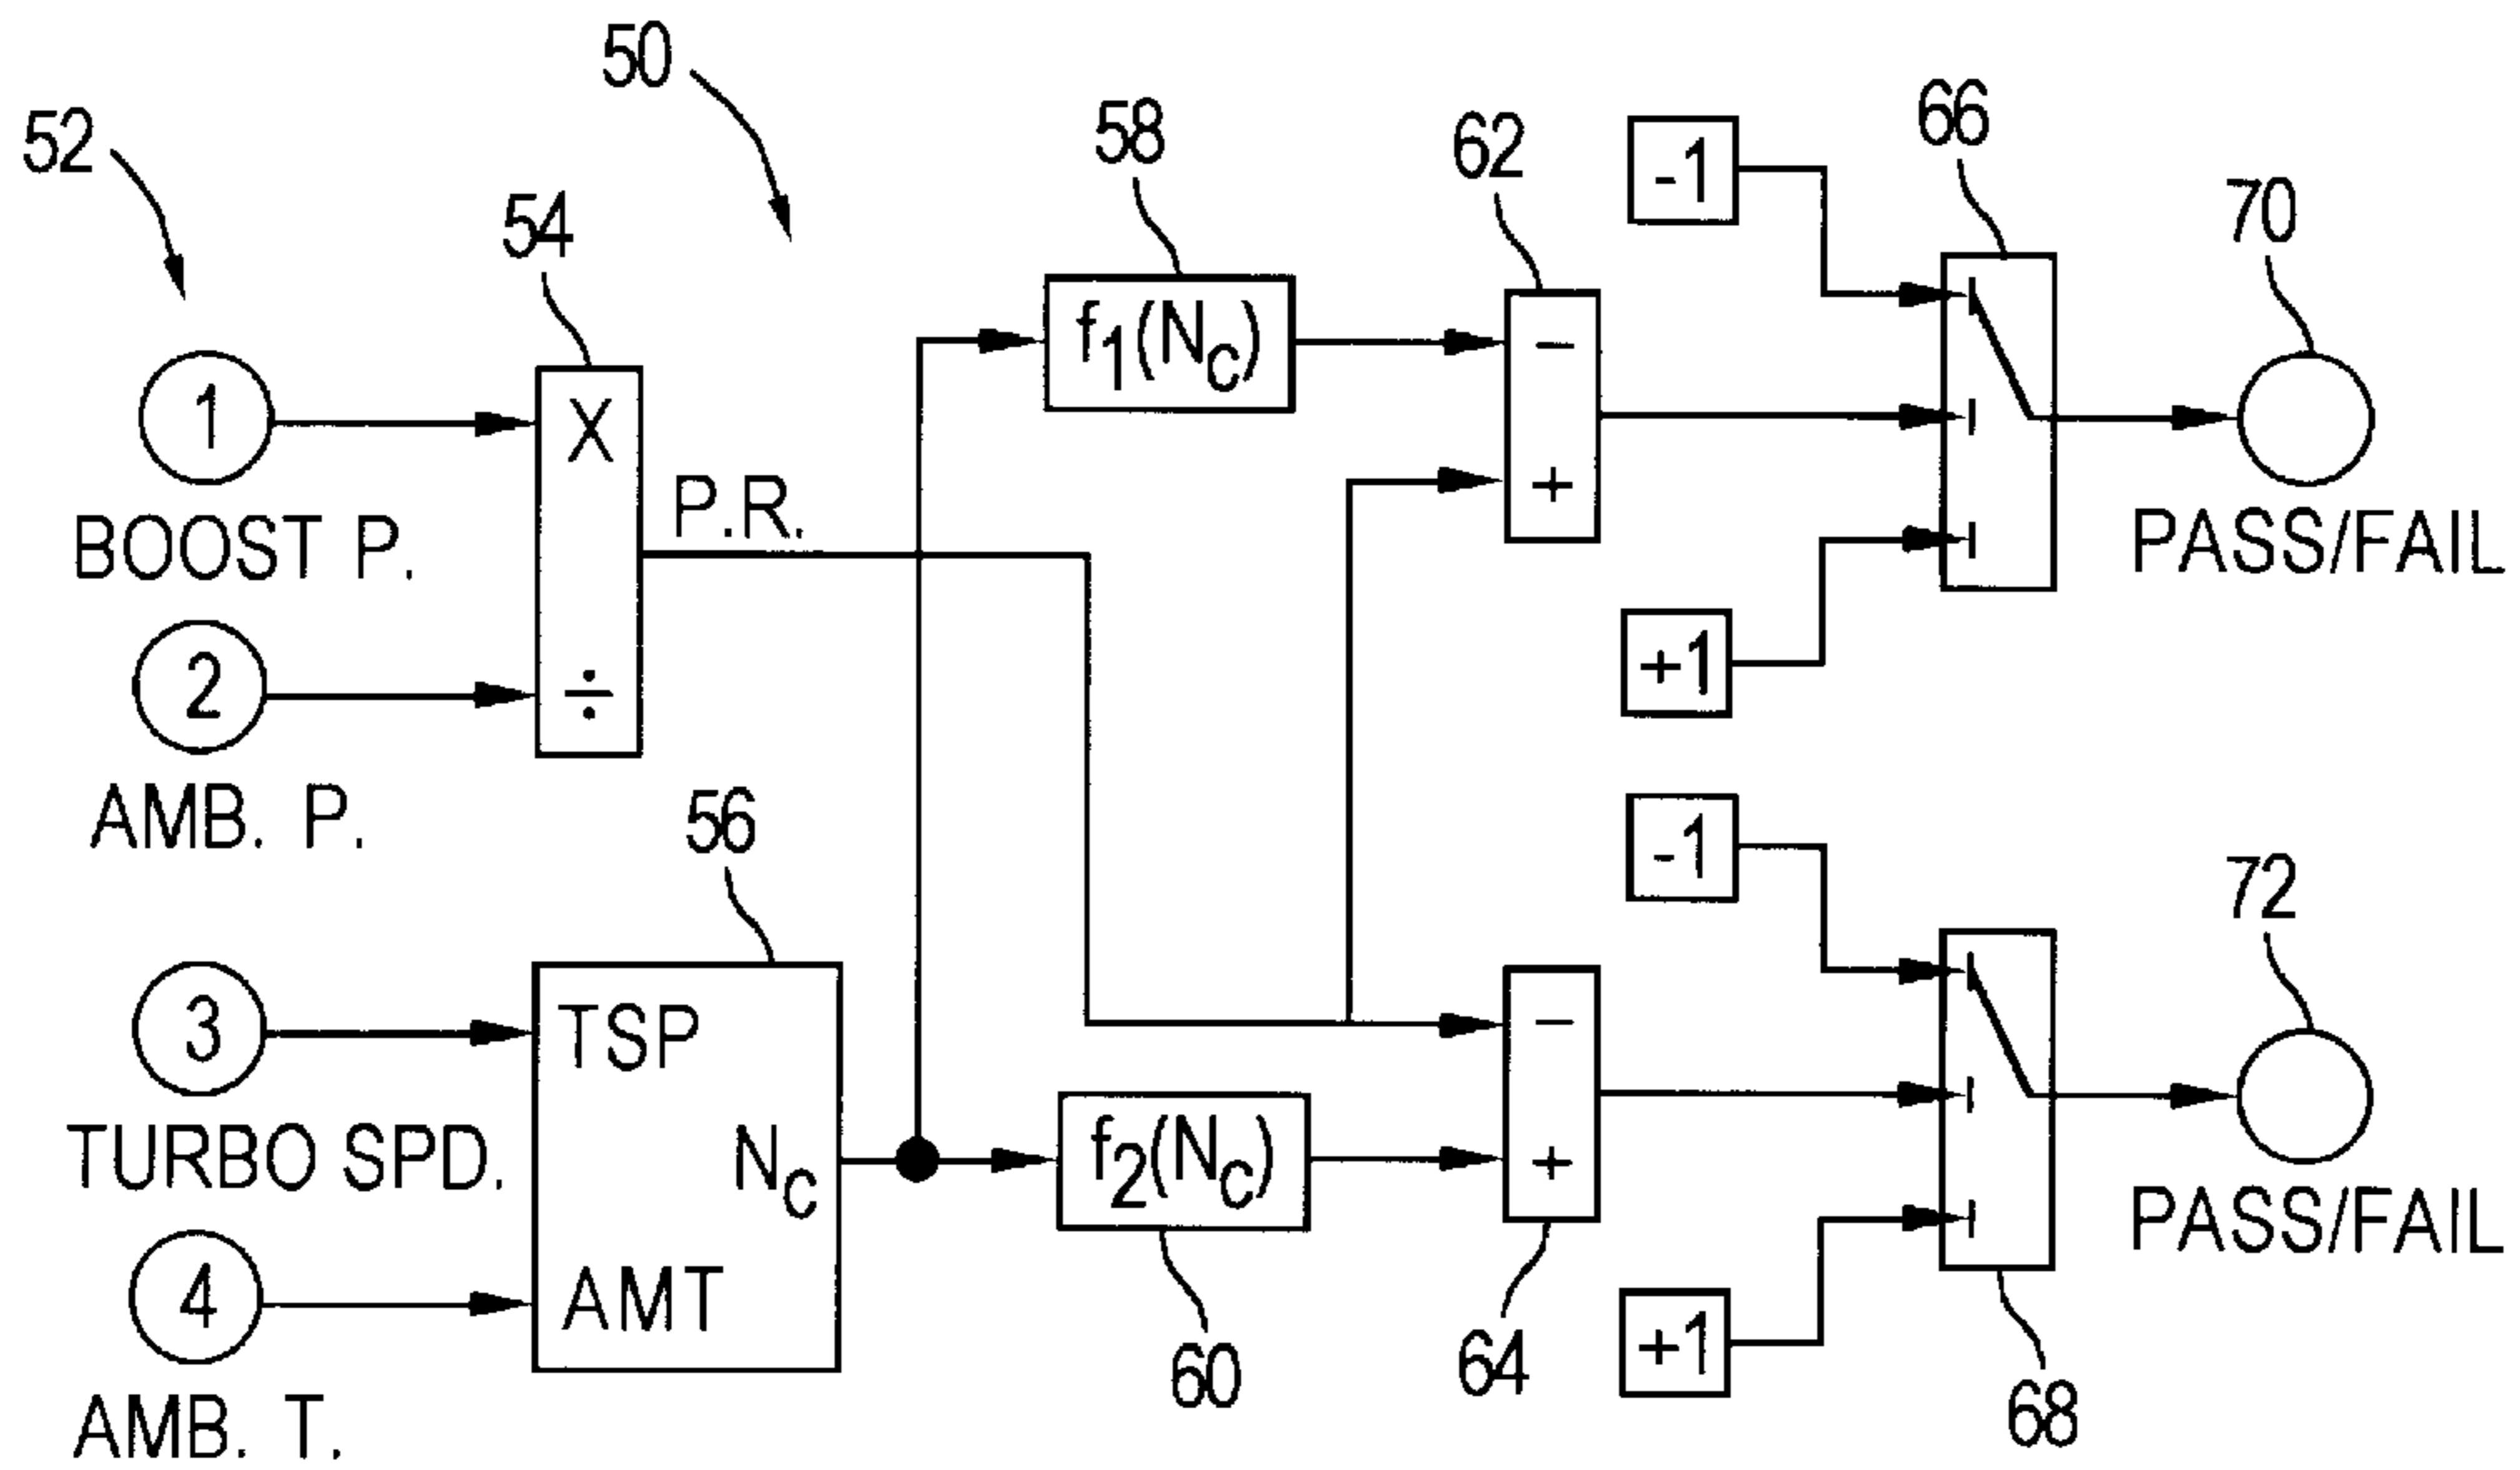 50
52
54
58
62
66
70
-1
1
X
f1(Nc)
−
+
BOOST P.
P.R.
PASS/FAIL
2
÷
+1
AMB. P.
56
-1
72
3
TSP
−
TURBO SPD.
Nc
f2(Nc)
+
PASS/FAIL
4
AMT
+1
AMB. T.
60
64
68